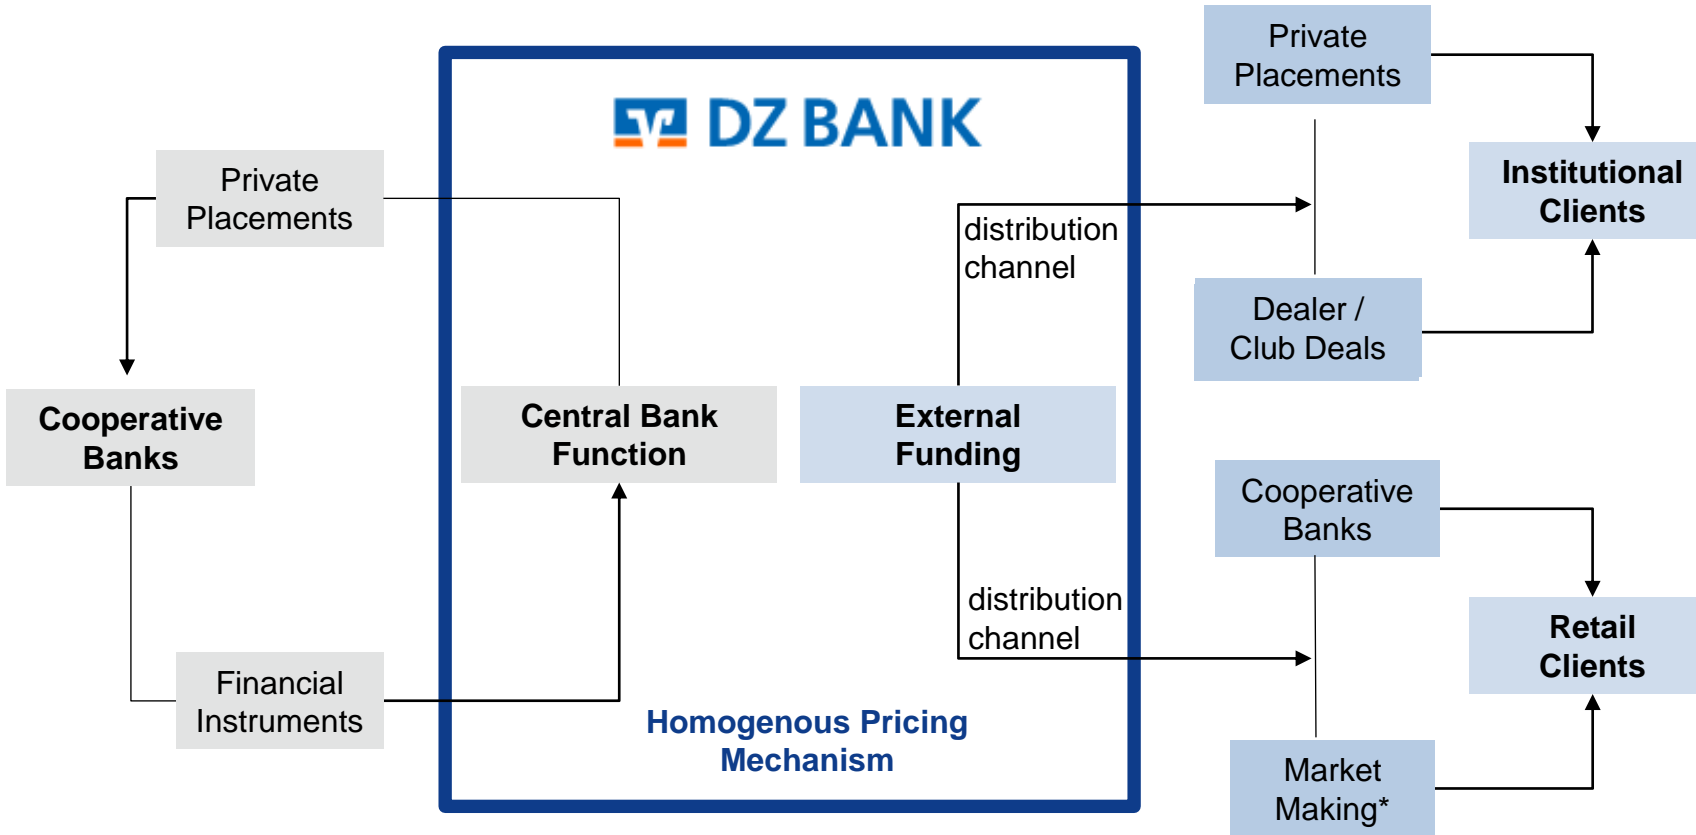 Private
Placements
DZ BANK
Private
Placements
Institutional
Clients
distribution
channel
Dealer /
Club Deals
Cooperative
Banks
Central Bank
Function
External
Funding
Cooperative
Banks
distribution
channel
Retail
Clients
Financial
Instruments
Homogenous Pricing
Mechanism
Market
Making*